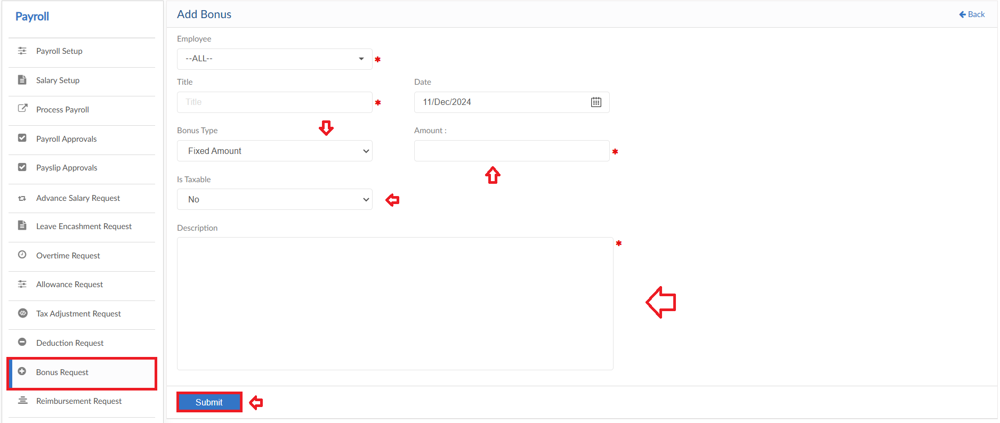 Payroll
Payroll Setup
Salary Setup
Process Payroll
Payroll Approvals
Payslip Approvals
Advance Salary Request
Leave Encashment Request
Overtime Request
Allowance Request
Tax Adjustment Request
Deduction Request
Bonus Request
Reimbursement Request
Add Bonus
Back
Employee
--ALL--
*
Title
Date
Title
*
11/Dec/2024
Bonus Type
Amount :
Fixed Amount
*
Is Taxable
No
Description
*
Submit